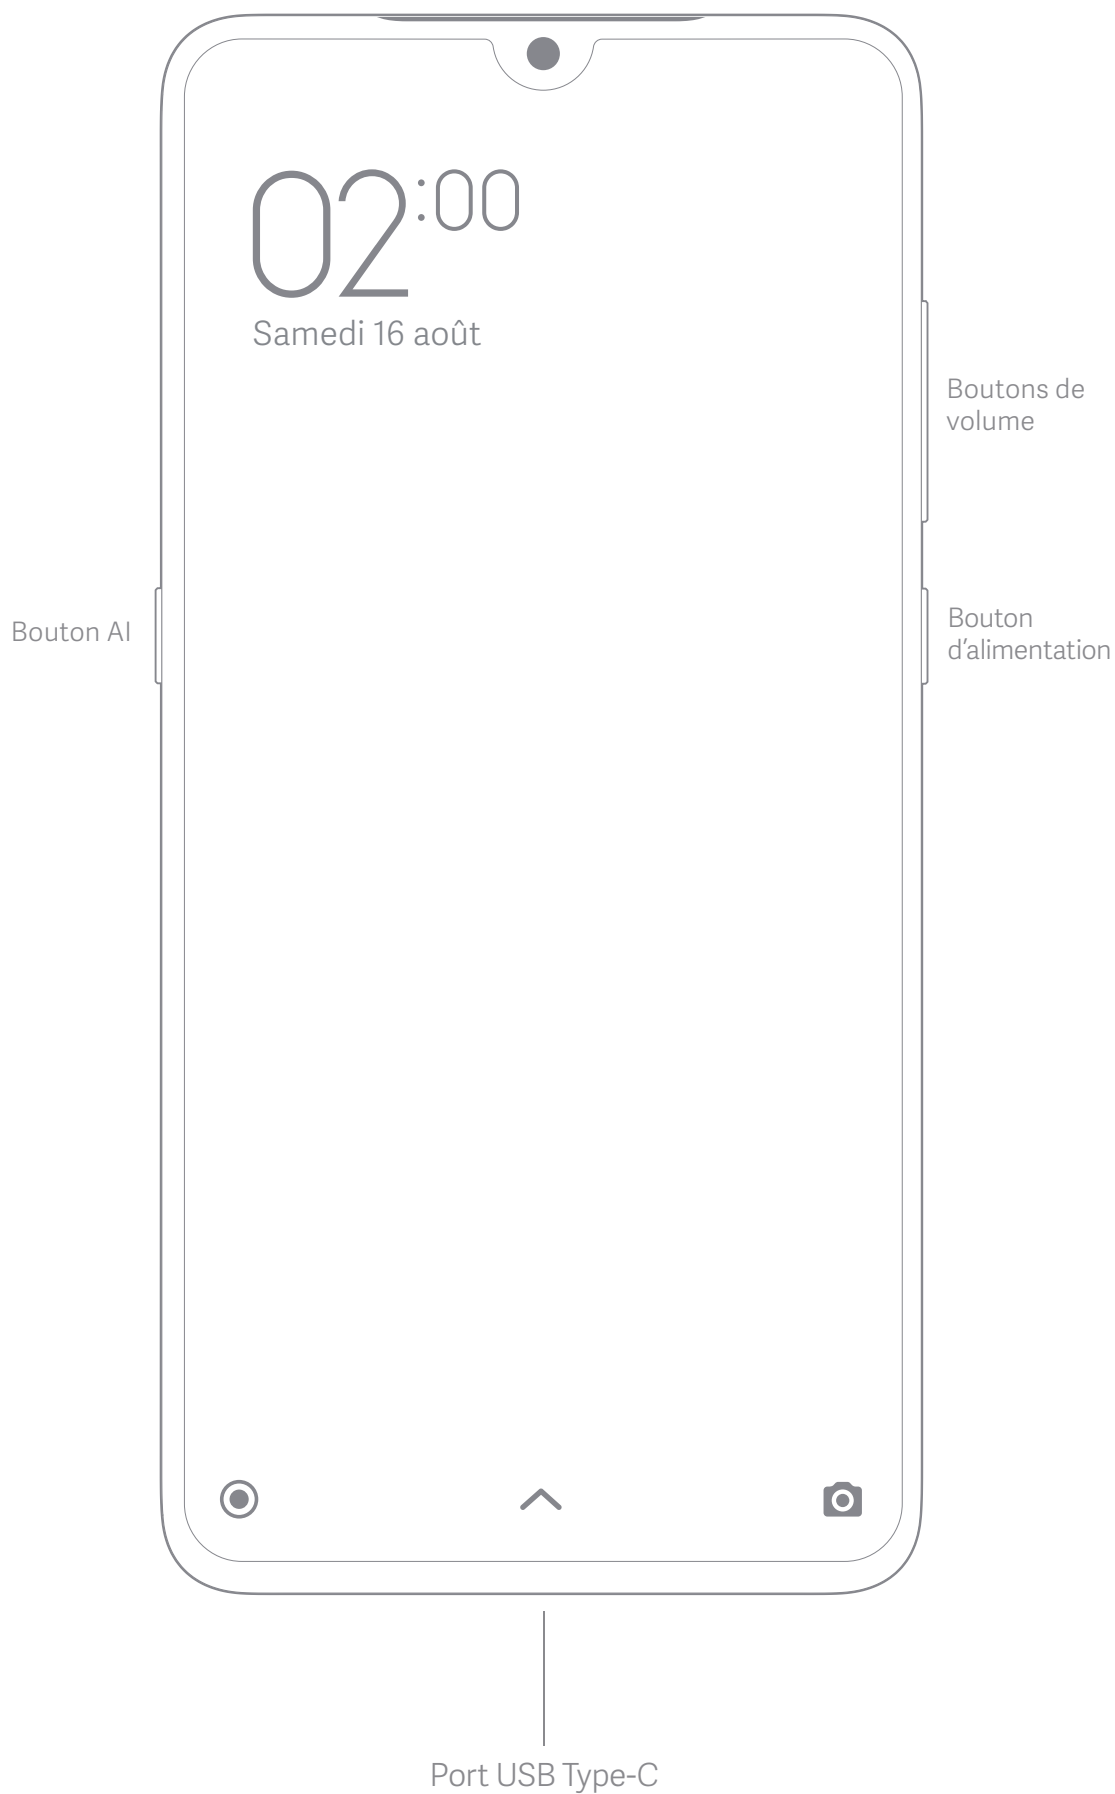 02:00
Samedi 16 août
Boutons de
volume
Bouton AI
Bouton
d’alimentation
Port USB Type-C